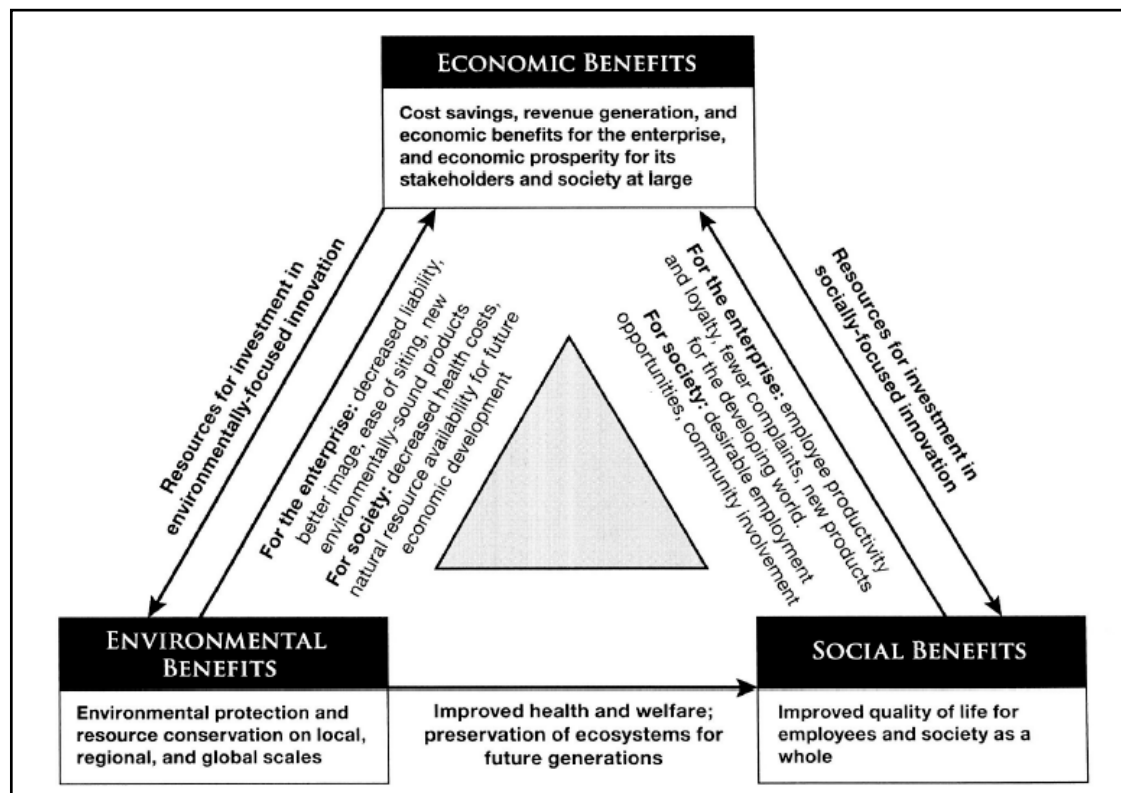 ECONOMIC BENEFITS
Cost savings, revenue generation, and
economic benefits for the enterprise,
and economic prosperity for its
stakeholders and society at large
Resources for investment in
environmentally-focused innovation
For the enterprise: decreased liability,
better image, ease of siting, new
environmentally-sound products
For society: decreased health costs,
natural resource availability for future
economic development
For the enterprise: employee productivity
and loyalty, fewer complaints, new products
for the developing world.
For society: desirable employment
opportunities, community involvement
Resources for investment in
socially-focused innovation
ENVIRONMENTAL
BENEFITS
Environmental protection and
resource conservation on local,
regional, and global scales
Improved health and welfare;
preservation of ecosystems for
future generations
SOCIAL BENEFITS
Improved quality of life for
employees and society as a
whole